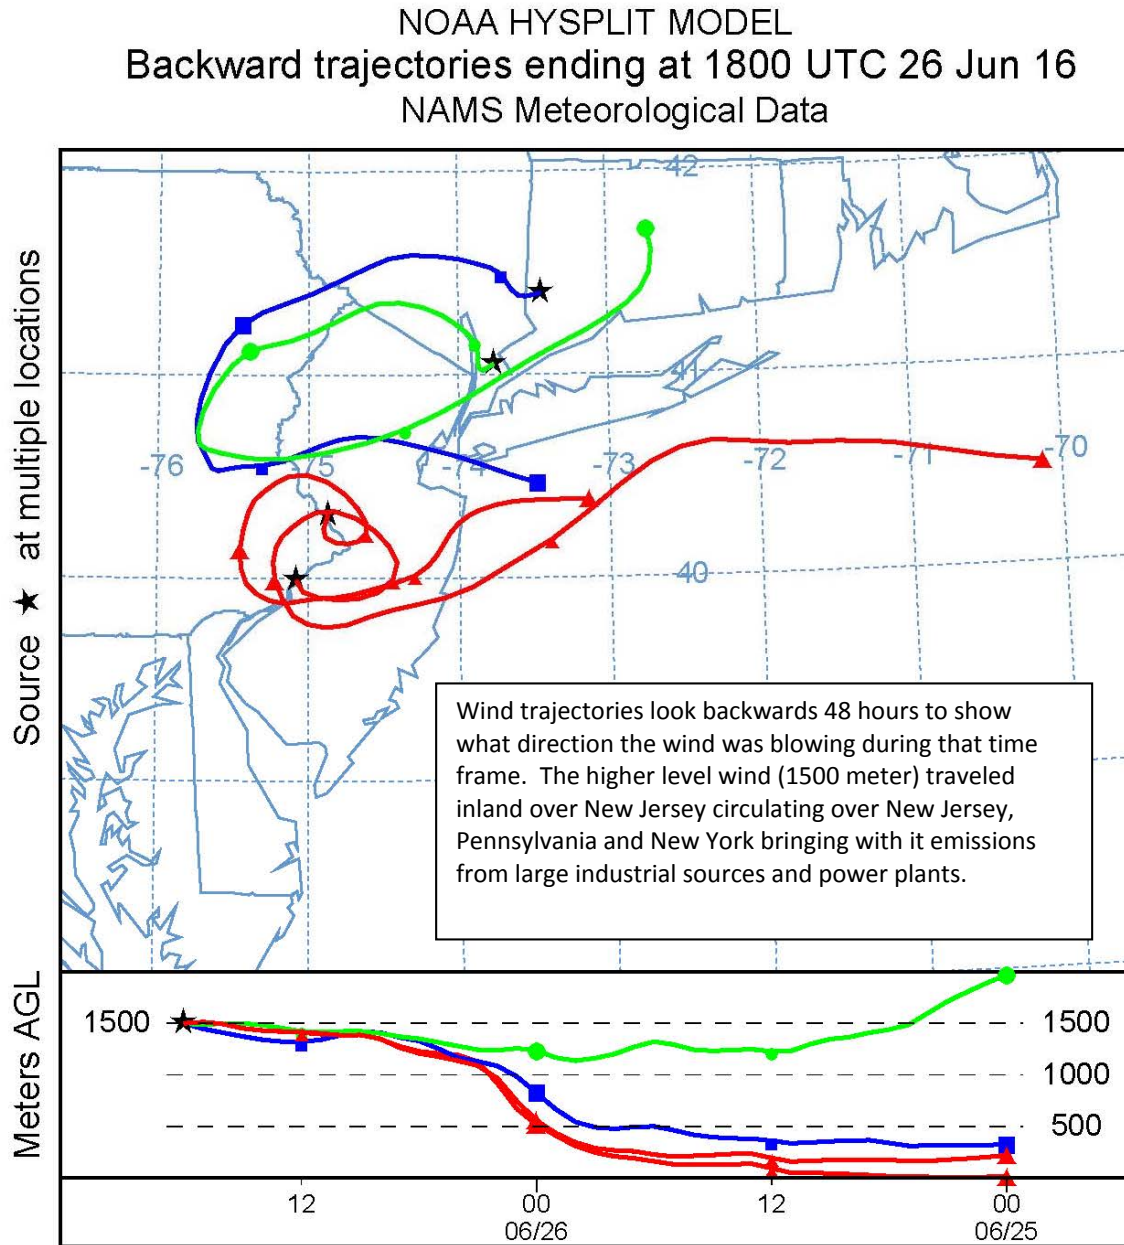 NOAA HYSPLIT MODEL
Backward trajectories ending at 1800 UTC 26 Jun 16
NAMS Meteorological Data
Source ★ at multiple locations
42
41
-76
-75
-74
-73
-72
-71
-70
40
Wind trajectories look backwards 48 hours to show
what direction the wind was blowing during that time
frame. The higher level wind (1500 meter) traveled
inland over New Jersey circulating over New Jersey,
Pennsylvania and New York bringing with it emissions
from large industrial sources and power plants.
Meters AGL
1500
1500
1000
500
12
00
12
00
06/26
06/25